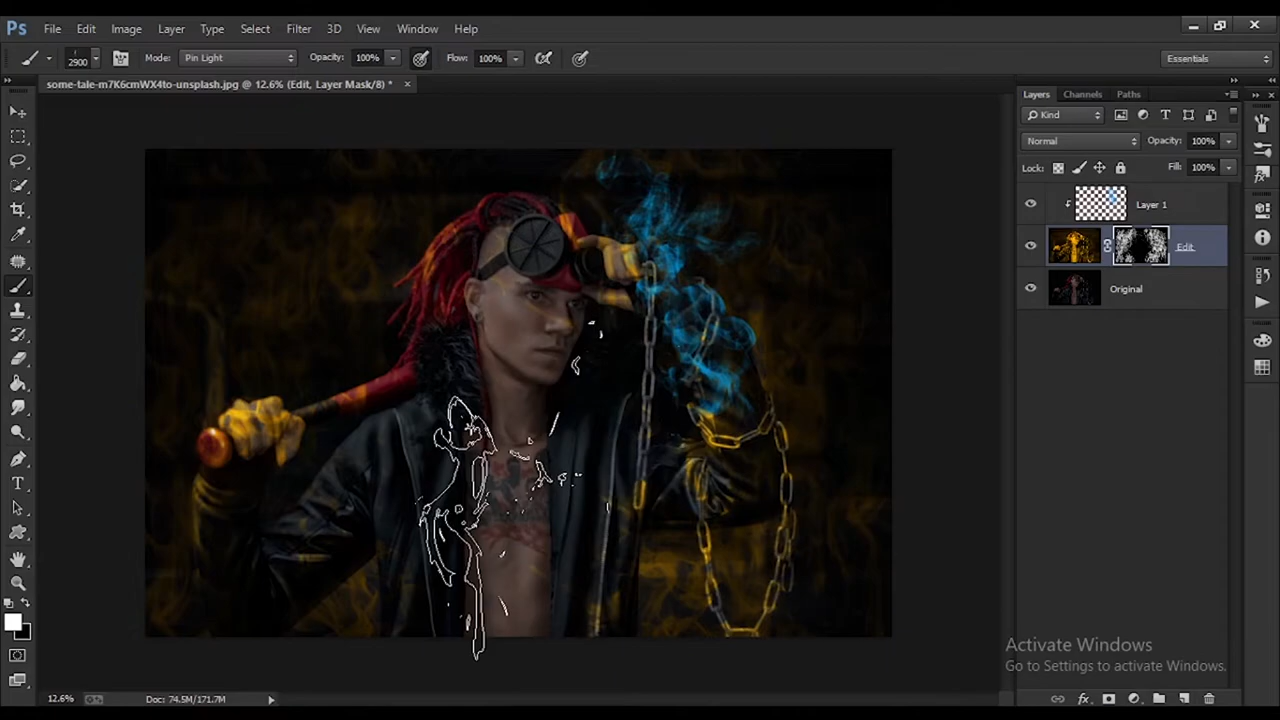 Ps File Edit Image Layer Type Select Filter 3D View Window Help
2900 Mode: Pin Light Opacity: 100% Flow: 100% Essentials
some-tale-m7K6cmWX4to-unsplash.jpg @ 12.6% (Edit, Layer Mask/8) *
Layers Channels Paths
Kind
Normal Opacity: 100%
Lock: Fill: 100%
Layer 1
Edit
Original
Activate Windows
Go to Settings to activate Windows.
12.6% Doc: 74.5M/171.7M